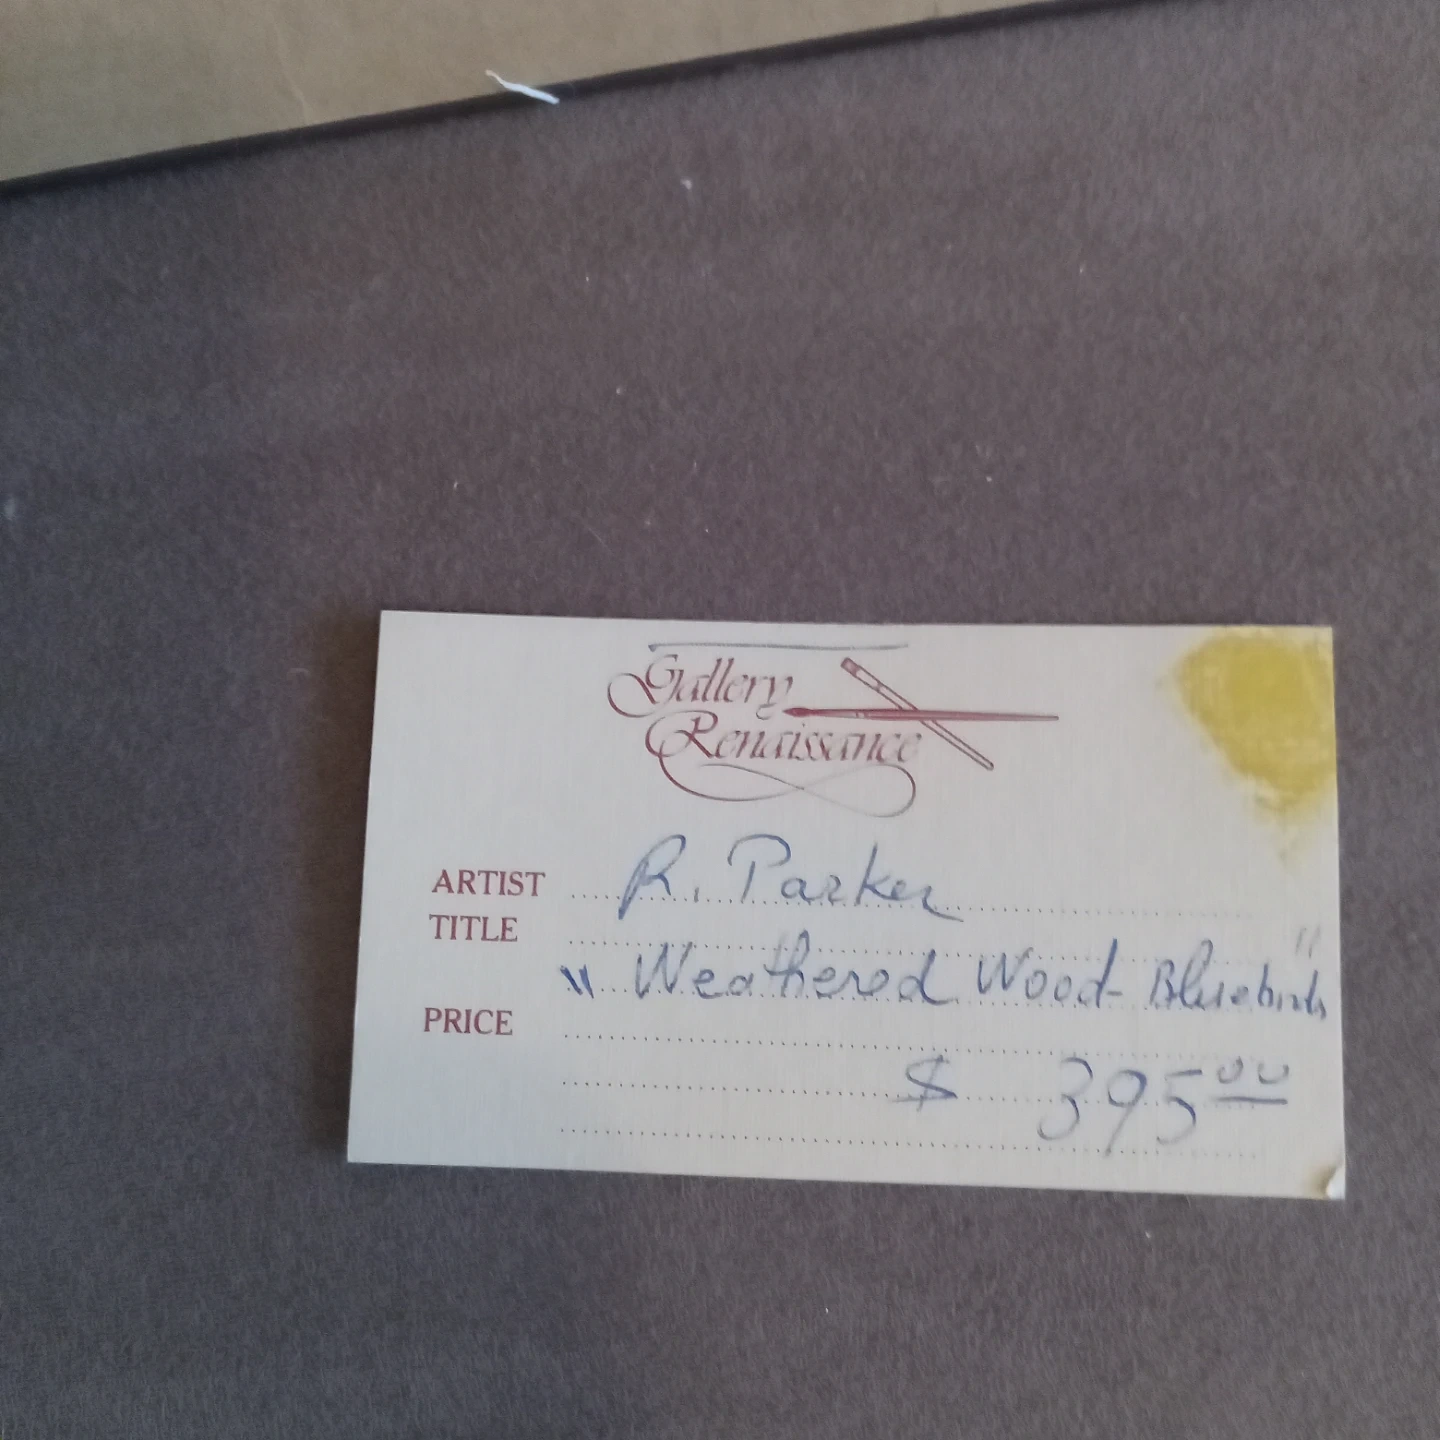 Gallery
Renaissance
ARTIST R. Parker
TITLE
" Weathered Wood - Bluebirds "
PRICE
$ 395 00